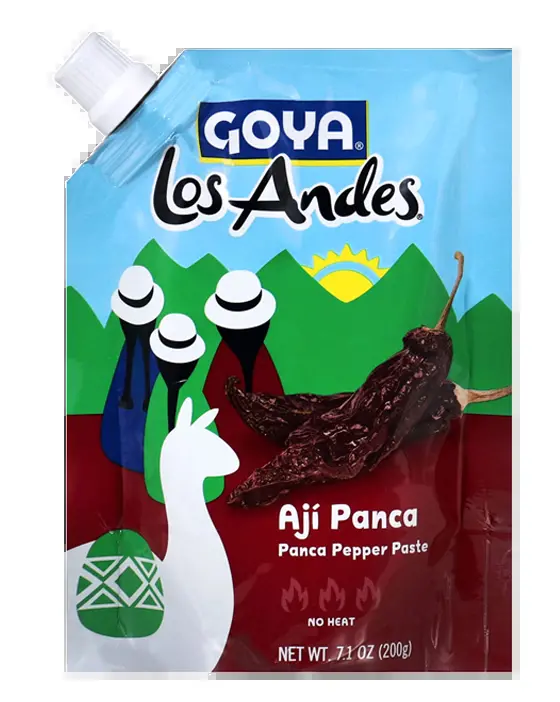 GOYA®
Los Andes®
Ají Panca
Panca Pepper Paste
NO HEAT
NET WT. 7.1 OZ (200g)